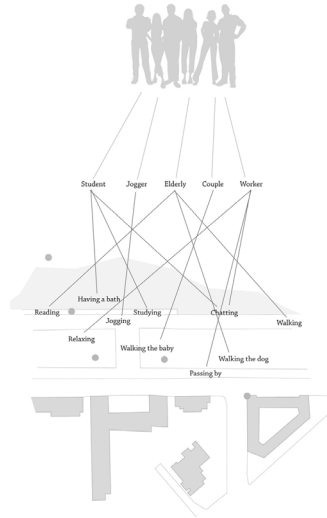 Student
Jogger
Elderly
Couple
Worker
Having a bath
Reading
Studying
Chatting
Jogging
Walking
Relaxing
Walking the baby
Walking the dog
Passing by